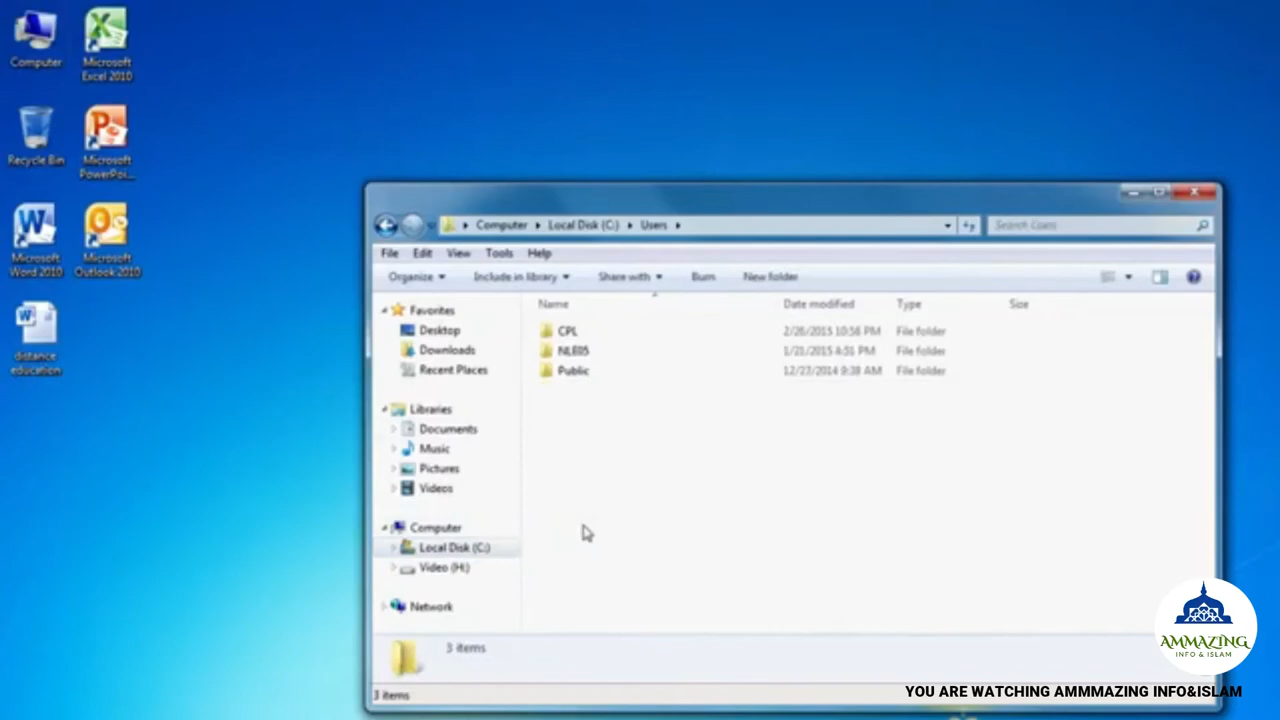 Computer
Microsoft
Excel 2010
Recycle Bin
Microsoft
PowerPoi...
Microsoft
Word 2010
Microsoft
Outlook 2010
distance
education
Computer
Local Disk (C:)
Users
Search Users
File
Edit
View
Tools
Help
Organize
Include in library
Share with
Burn
New folder
Name
Date modified
Type
Size
Favorites
Desktop
Downloads
Recent Places
Libraries
Documents
Music
Pictures
Videos
Computer
Local Disk (C:)
Video (H:)
Network
CPL 2/28/2015 10:56 PM File folder
NLE05 1/21/2015 4:51 PM File folder
Public 12/27/2014 9:38 AM File folder
3 items
3 items
AMMAZING
INFO & ISLAM
YOU ARE WATCHING AMMMAZING INFO&ISLAM